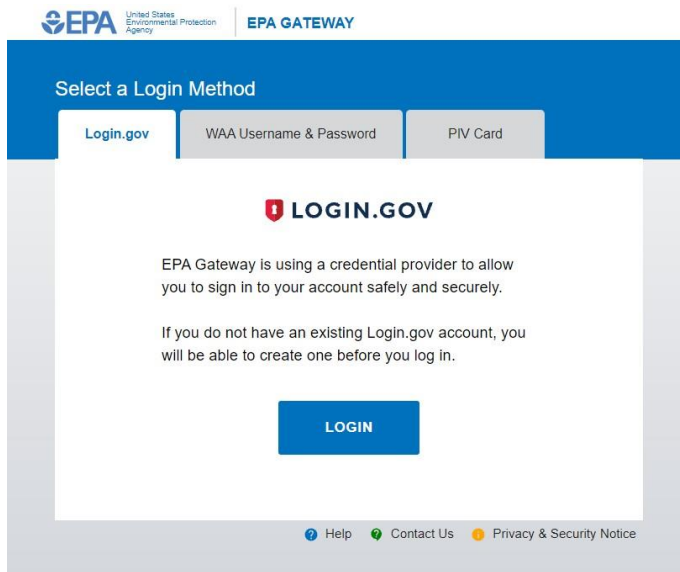 EPA
United States
Environmental Protection
Agency
EPA GATEWAY
Select a Login Method
Login.gov
WAA Username & Password
PIV Card
LOGIN.GOV
EPA Gateway is using a credential provider to allow
you to sign in to your account safely and securely.
If you do not have an existing Login.gov account, you
will be able to create one before you log in.
LOGIN
Help
Contact Us
Privacy & Security Notice